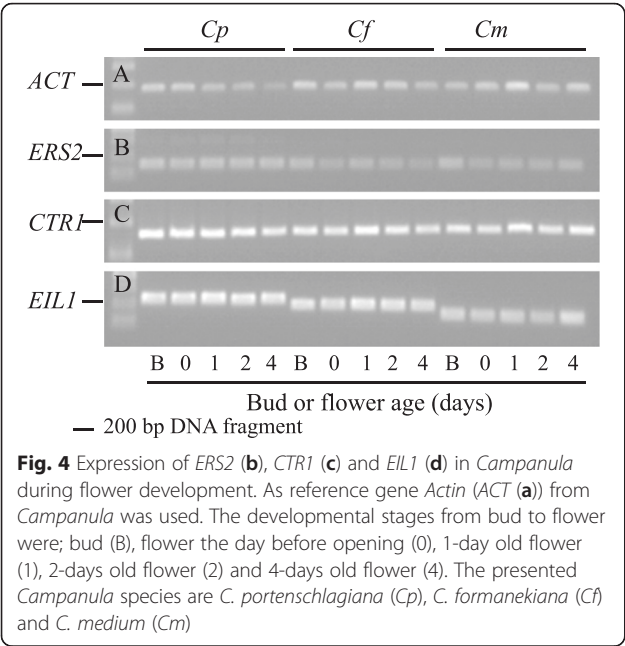 Cp Cf Cm
ACT A
ERS2 B
CTR1 C
EIL1 D
B 0 1 2 4 B 0 1 2 4 B 0 1 2 4
Bud or flower age (days)
— 200 bp DNA fragment
Fig. 4 Expression of ERS2 (b), CTR1 (c) and EIL1 (d) in Campanula
during flower development. As reference gene Actin (ACT (a)) from
Campanula was used. The developmental stages from bud to flower
were; bud (B), flower the day before opening (0), 1-day old flower
(1), 2-days old flower (2) and 4-days old flower (4). The presented
Campanula species are C. portenschlagiana (Cp), C. formanekiana (Cf)
and C. medium (Cm)